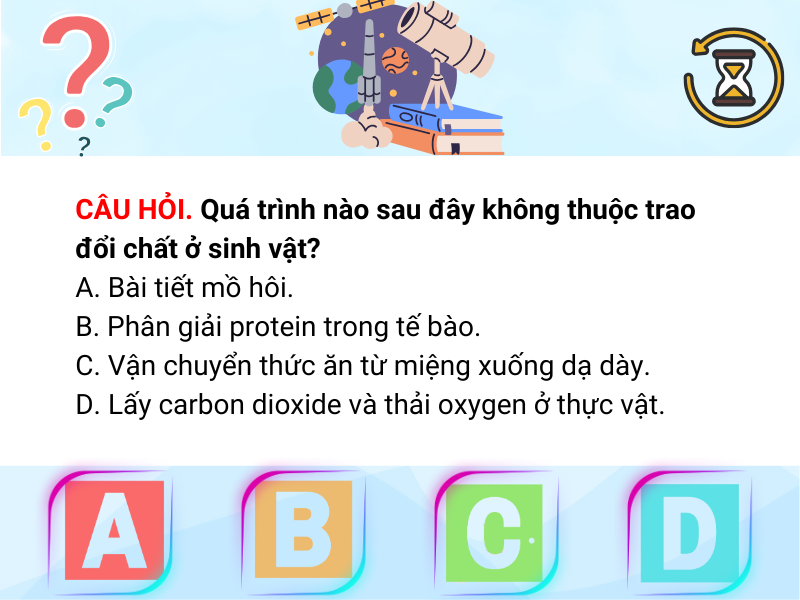 CÂU HỎI. Quá trình nào sau đây không thuộc trao
đổi chất ở sinh vật?
A. Bài tiết mồ hôi.
B. Phân giải protein trong tế bào.
C. Vận chuyển thức ăn từ miệng xuống dạ dày.
D. Lấy carbon dioxide và thải oxygen ở thực vật.
A B C D